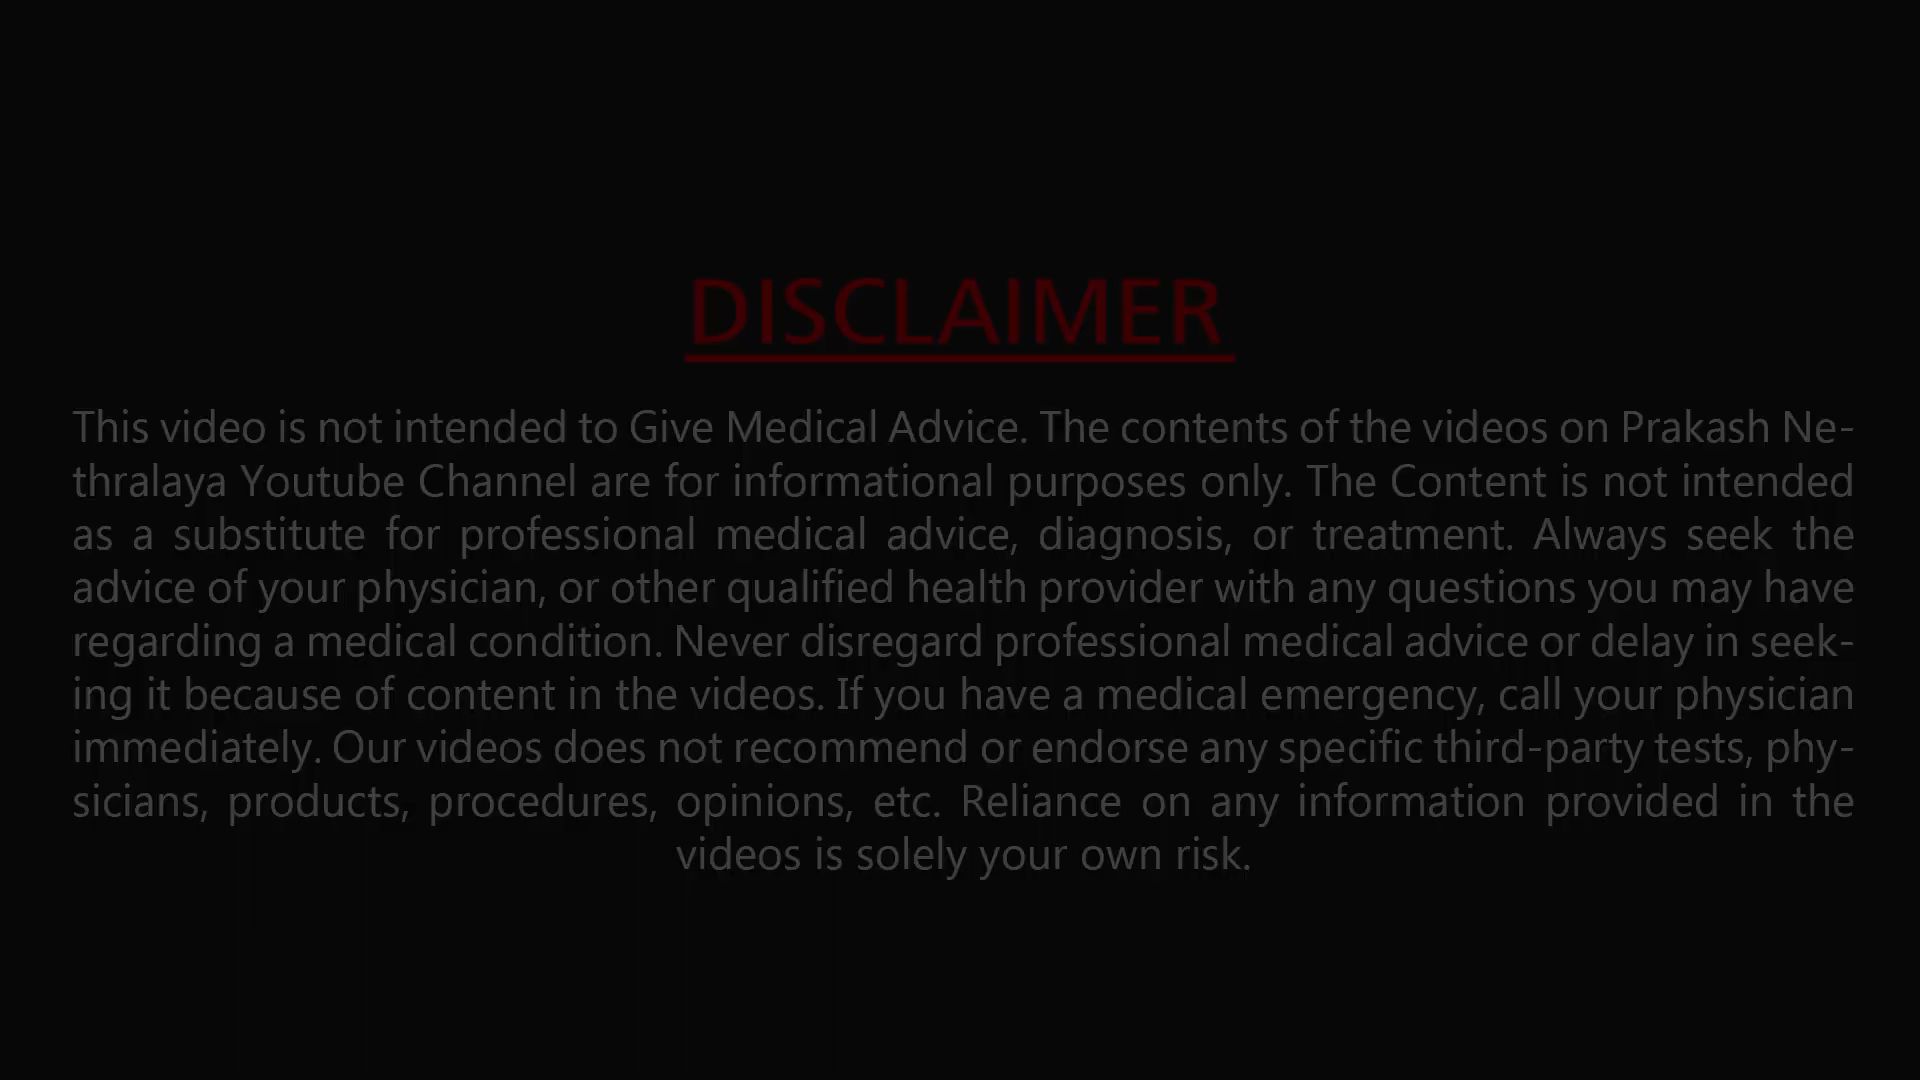 DISCLAIMER
This video is not intended to Give Medical Advice. The contents of the videos on Prakash Ne-
thralaya Youtube Channel are for informational purposes only. The Content is not intended
as a substitute for professional medical advice, diagnosis, or treatment. Always seek the
advice of your physician, or other qualified health provider with any questions you may have
regarding a medical condition. Never disregard professional medical advice or delay in seek-
ing it because of content in the videos. If you have a medical emergency, call your physician
immediately. Our videos does not recommend or endorse any specific third-party tests, phy-
sicians, products, procedures, opinions, etc. Reliance on any information provided in the
videos is solely your own risk.